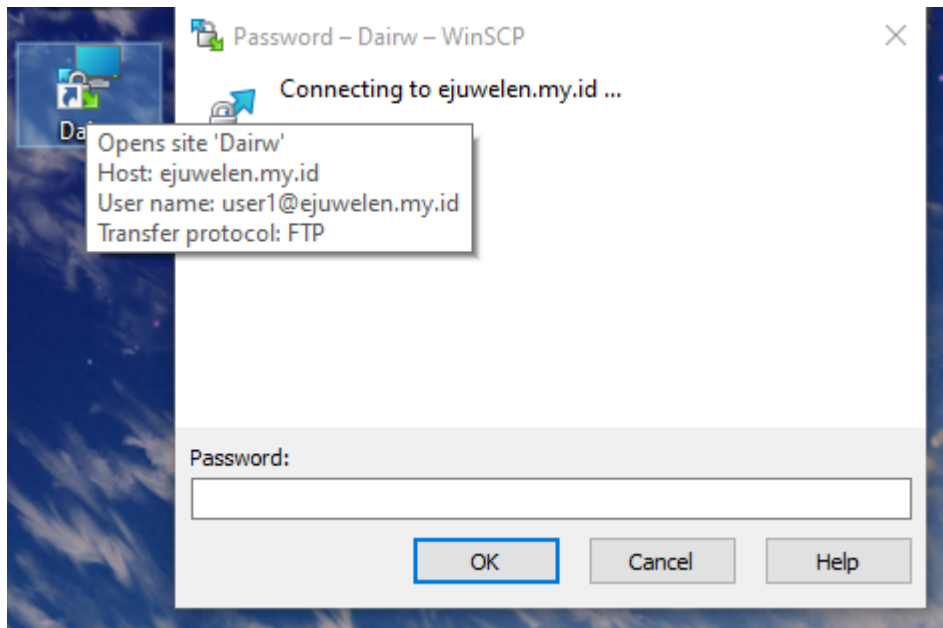 Password – Dairw – WinSCP
Connecting to ejuwelen.my.id ...
Opens site 'Dairw'
Host: ejuwelen.my.id
User name: user1@ejuwelen.my.id
Transfer protocol: FTP
Password:
OK
Cancel
Help